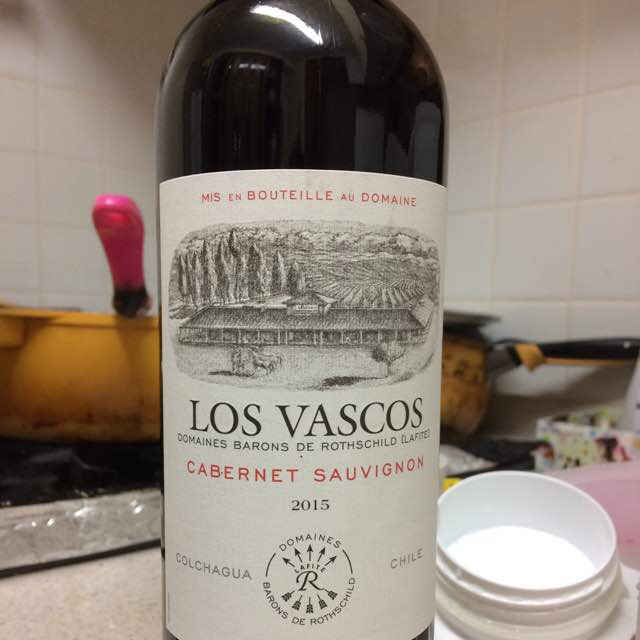 MIS EN BOUTEILLE AU DOMAINE
LOS VASCOS
DOMAINES BARONS DE ROTHSCHILD (LAFITE)
CABERNET SAUVIGNON
2015
COLCHAGUA
DOMAINES
LAFITE
R
BARONS DE ROTHSCHILD
CHILE